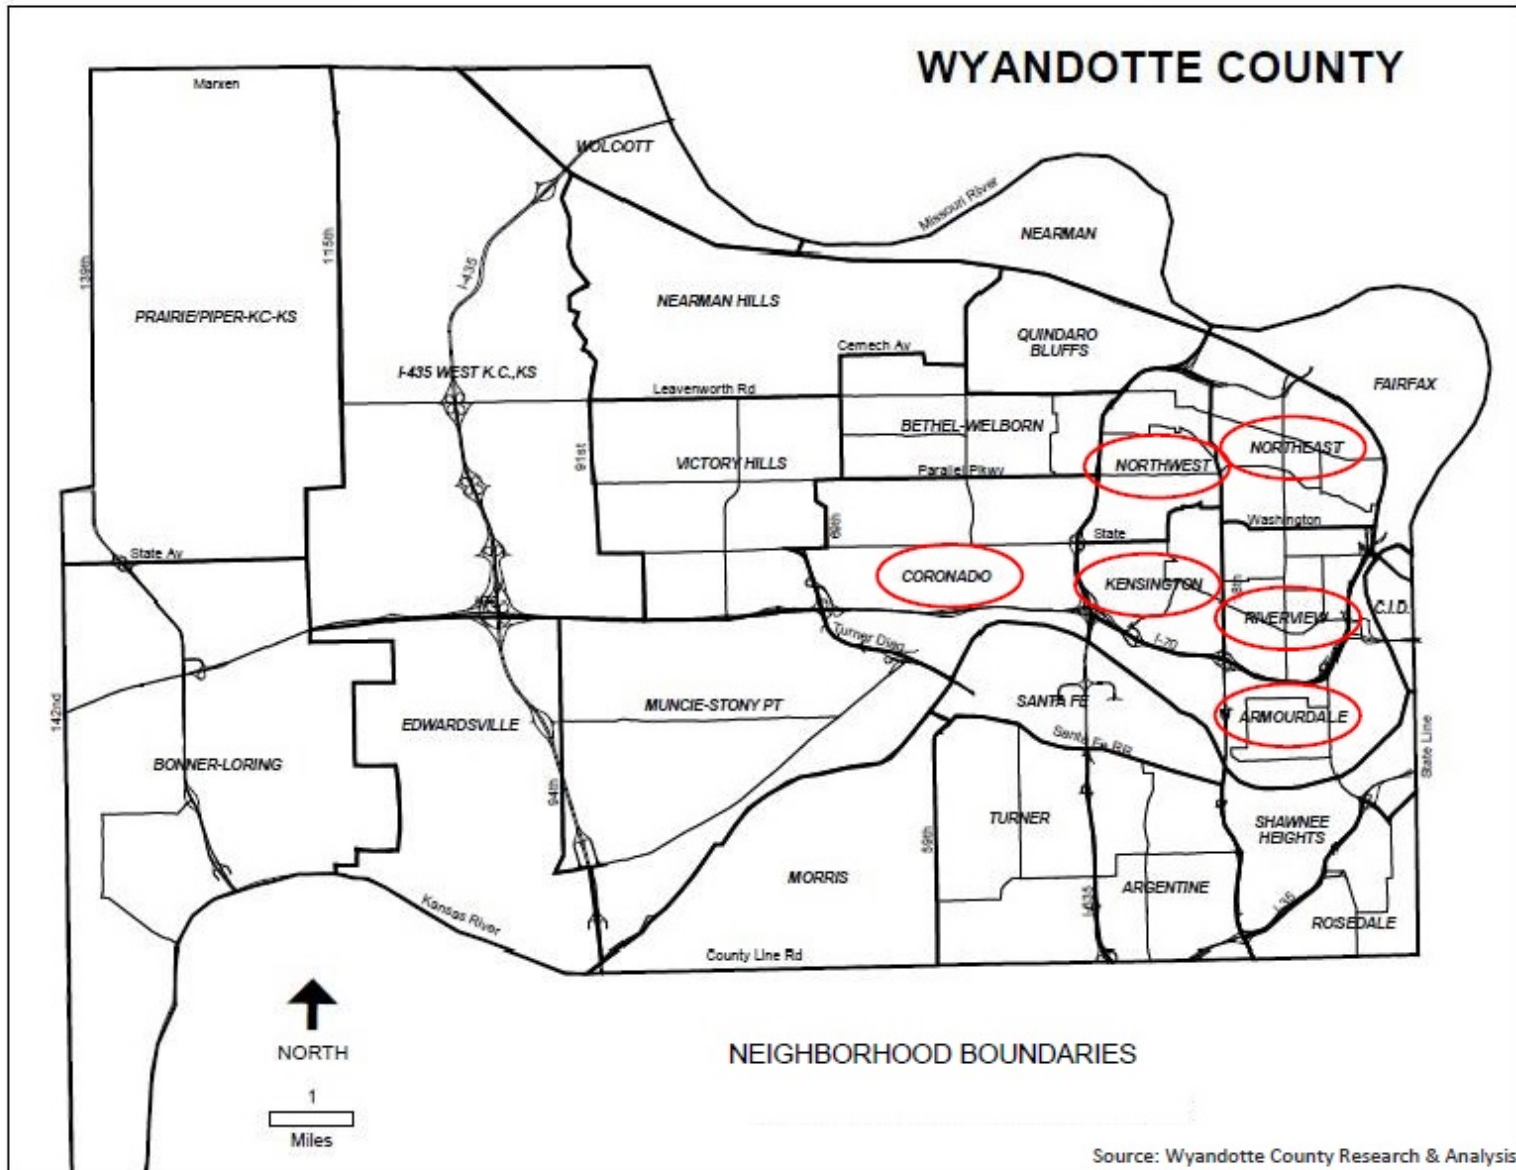 WYANDOTTE COUNTY
Marxen
WOLCOTT
Missouri River
NEARMAN
115th
139th
I-435
NEARMAN HILLS
PRAIRIE/PIPER-KC-KS
QUINDARO
BLUFFS
Cernech Av
I-435 WEST K.C.,KS
FAIRFAX
Leavenworth Rd
BETHEL-WELBORN
NORTHEAST
91st
VICTORY HILLS
Parallel Pkwy
NORTHWEST
69th
Washington
State
State Av
CORONADO
KENSINGTON
18th
RIVERVIEW
C.I.D.
Turner Diag
I-70
142nd
EDWARDSVILLE
MUNCIE-STONY PT
SANTA FE
ARMOURDALE
Santa Fe RR
State Line
BONNER-LORING
94th
59th
TURNER
SHAWNEE
HEIGHTS
MORRIS
ARGENTINE
I-635
I-35
ROSEDALE
Kansas River
County Line Rd
NORTH
NEIGHBORHOOD BOUNDARIES
1
Miles
Source: Wyandotte County Research & Analysis